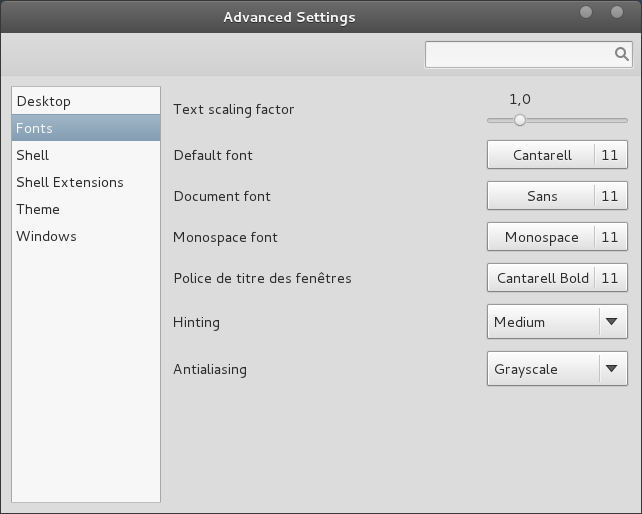 Advanced Settings
Desktop
Fonts
Shell
Shell Extensions
Theme
Windows
Text scaling factor
1,0
Default font
Cantarell 11
Document font
Sans 11
Monospace font
Monospace 11
Police de titre des fenêtres
Cantarell Bold 11
Hinting
Medium
Antialiasing
Grayscale